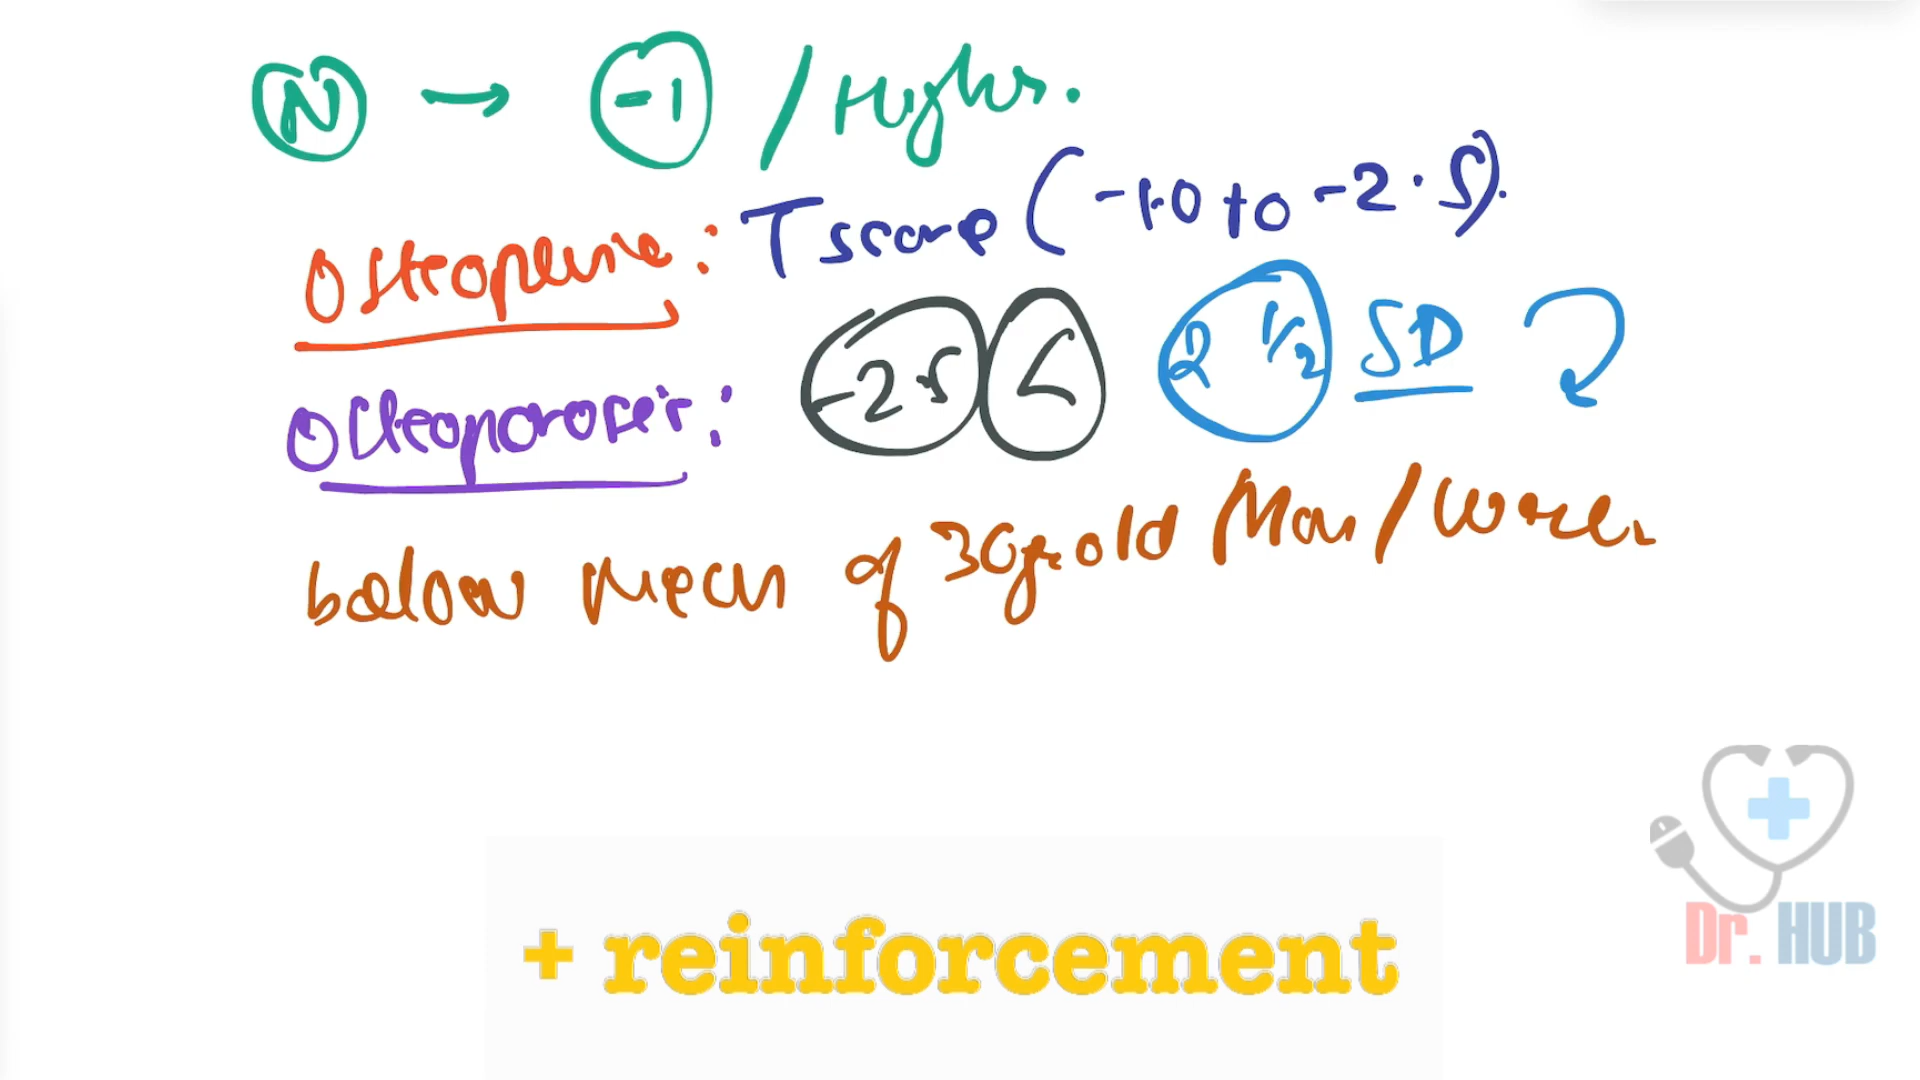 N → -1 / Higher.
Osteopenia: T score (-1.0 to -2.5).
Osteoporosis: -2.5 < 2 1/2 SD
below mean of 30yr old Man/women
+ reinforcement
Dr. HUB